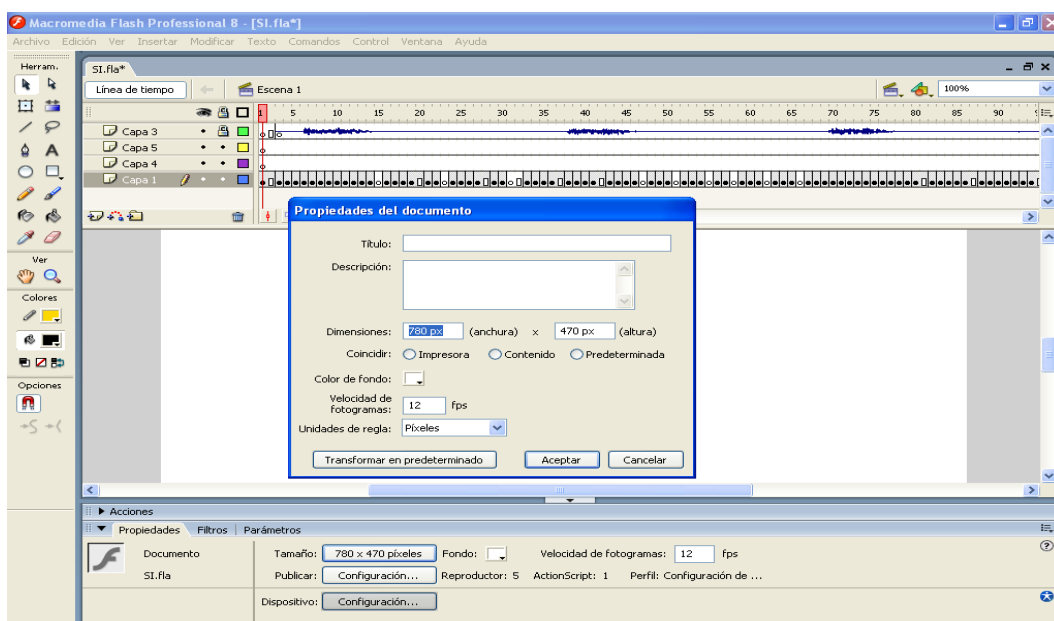 Macromedia Flash Professional 8 - [SI.fla*]
Archivo Edición Ver Insertar Modificar Texto Comandos Control Ventana Ayuda
Herram.
SI.fla*
Línea de tiempo
Escena 1
100%
1 5 10 15 20 25 30 35 40 45 50 55 60 65 70 75 80 85 90
Capa 3
Capa 5
Capa 4
Capa 1
Ver
Colores
Opciones
Propiedades del documento
Título:
Descripción:
Dimensiones: 780 px (anchura) x 470 px (altura)
Coincidir: Impresora Contenido Predeterminada
Color de fondo:
Velocidad de
fotogramas: 12 fps
Unidades de regla: Píxeles
Transformar en predeterminado Aceptar Cancelar
Acciones
Propiedades Filtros Parámetros
Documento Tamaño: 780 x 470 píxeles Fondo: Velocidad de fotogramas: 12 fps
SI.fla Publicar: Configuración... Reproductor: 5 ActionScript: 1 Perfil: Configuración de ...
Dispositivo: Configuración...